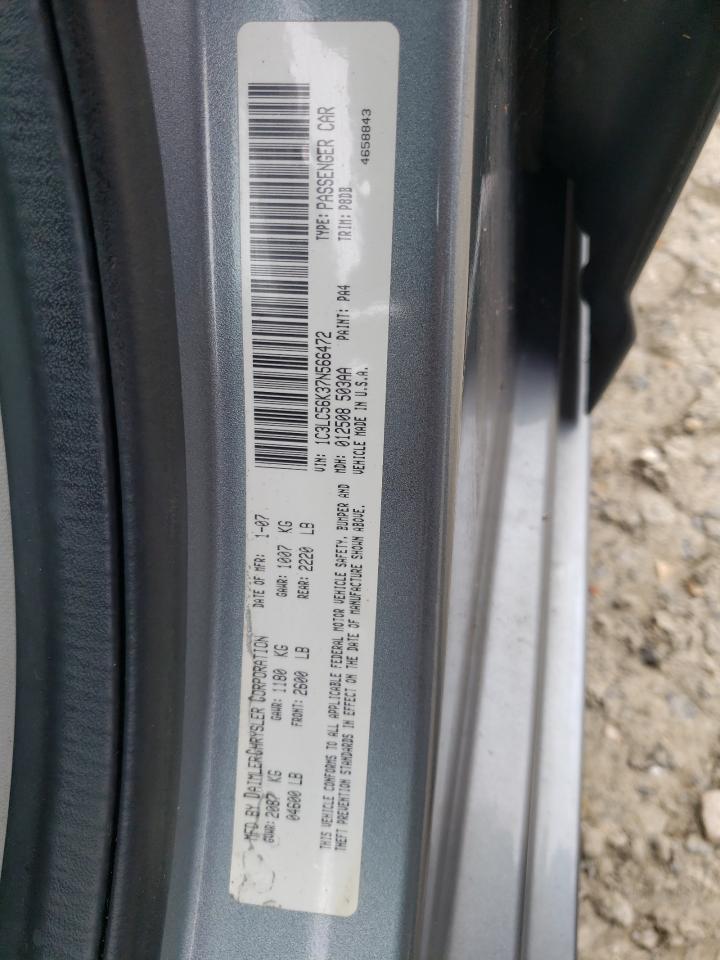 MFD BY DAIMLERCHRYSLER CORPORATION DATE OF MFR: 1-07
GVWR: 2087 KG GAWR: 1180 KG GAWR: 1007 KG
04600 LB FRONT: 2600 LB REAR: 2220 LB
THIS VEHICLE CONFORMS TO ALL APPLICABLE FEDERAL MOTOR VEHICLE SAFETY, BUMPER AND
THEFT PREVENTION STANDARDS IN EFFECT ON THE DATE OF MANUFACTURE SHOWN ABOVE.
VIN: 1C3LC56K37N566472 TYPE: PASSENGER CAR
MDH: 012508 503AA PAINT: PA4 TRIM: P8DB
VEHICLE MADE IN U.S.A. 4658843